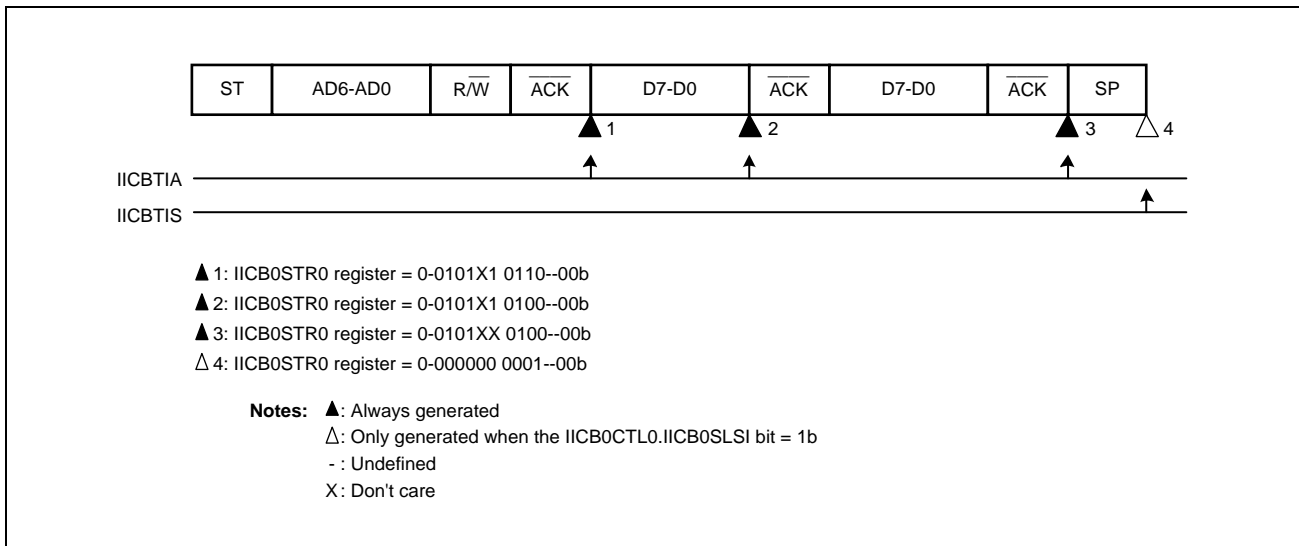 ST AD6-AD0 R/W ACK D7-D0 ACK D7-D0 ACK SP
▲ 1 ▲ 2 ▲ 3 △ 4
IICBTIA
IICBTIS
▲ 1: IICB0STR0 register = 0-0101X1 0110--00b
▲ 2: IICB0STR0 register = 0-0101X1 0100--00b
▲ 3: IICB0STR0 register = 0-0101XX 0100--00b
△ 4: IICB0STR0 register = 0-000000 0001--00b
Notes: ▲: Always generated
△: Only generated when the IICB0CTL0.IICB0SLSI bit = 1b
- : Undefined
X : Don't care